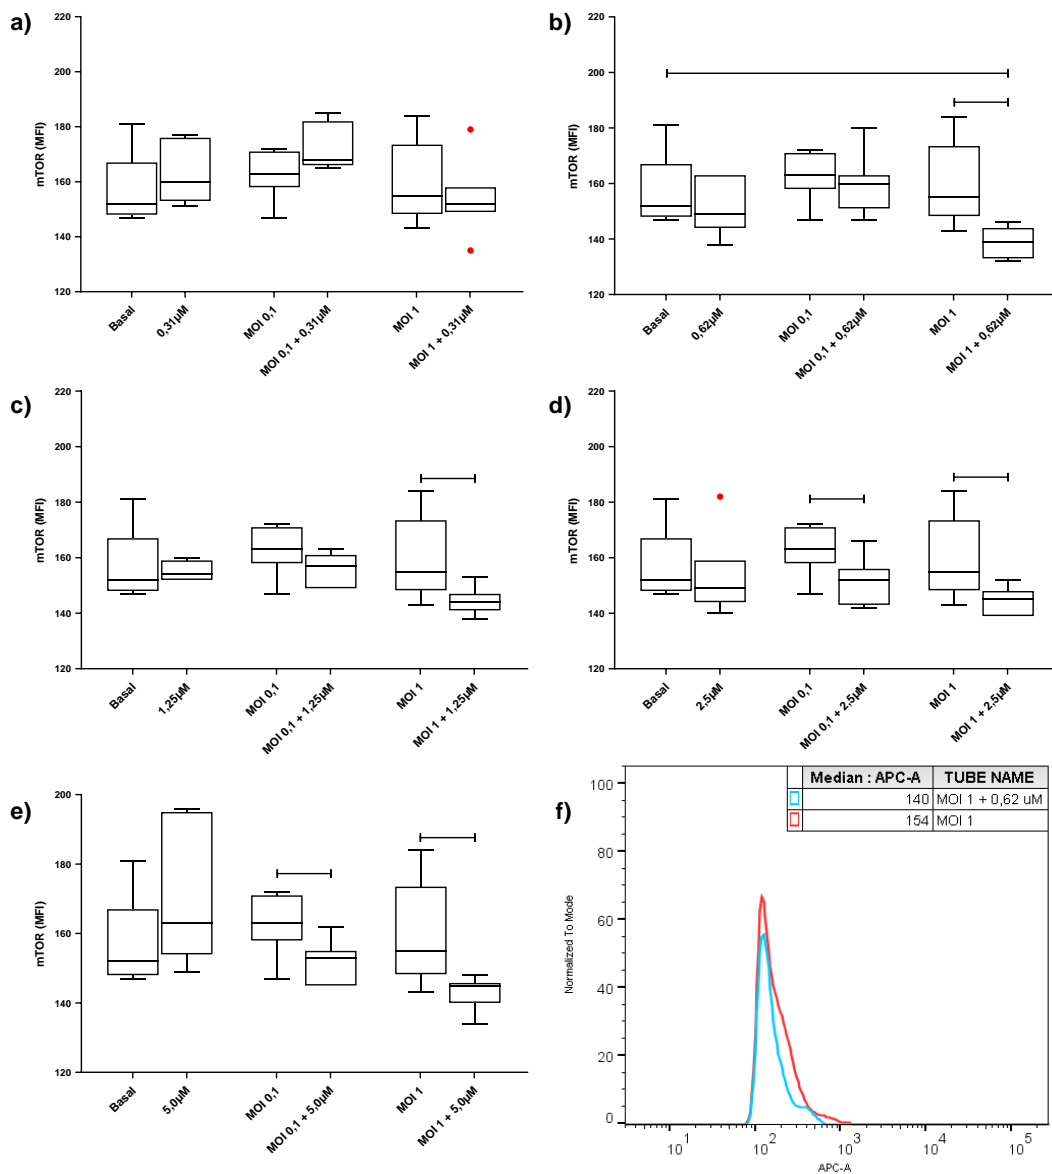 a)
mTOR (MFI)
220
200
180
160
140
120
Basal
0,31µM
MOI 0,1
MOI 0,1 + 0,31µM
MOI 1
MOI 1 + 0,31µM
b)
mTOR (MFI)
220
200
180
160
140
120
Basal
0,62µM
MOI 0,1
MOI 0,1 + 0,62µM
MOI 1
MOI 1 + 0,62µM
c)
mTOR (MFI)
220
200
180
160
140
120
Basal
1,25µM
MOI 0,1
MOI 0,1 + 1,25µM
MOI 1
MOI 1 + 1,25µM
d)
mTOR (MFI)
220
200
180
160
140
120
Basal
2,5µM
MOI 0,1
MOI 0,1 + 2,5µM
MOI 1
MOI 1 + 2,5µM
e)
mTOR (MFI)
200
180
160
140
120
Basal
5,0µM
MOI 0,1
MOI 0,1 + 5,0µM
MOI 1
MOI 1 + 5,0µM
f)
Median : APC-A TUBE NAME
140 MOI 1 + 0,62 uM
154 MOI 1
Normalized To Mode
100
80
60
40
20
0
10^1 10^2 10^3 10^4 10^5
APC-A